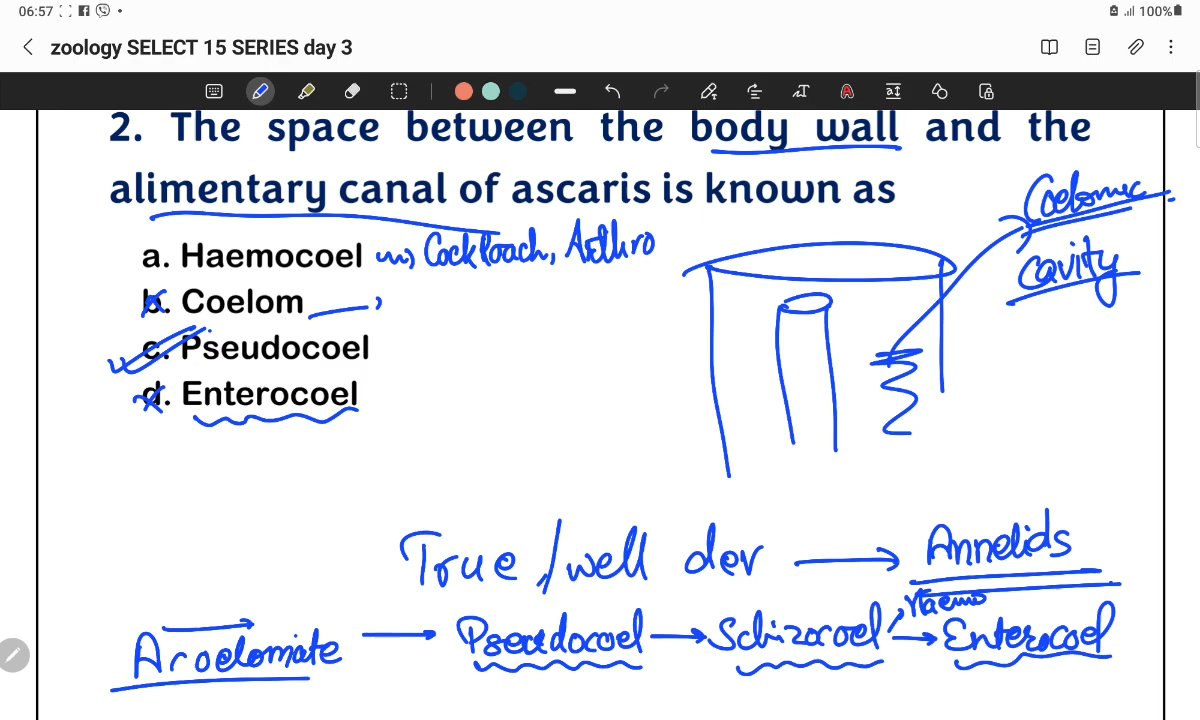 06:57
100%
zoology SELECT 15 SERIES day 3
2. The space between the body wall and the
alimentary canal of ascaris is known as
Coelomic
cavity
a. Haemocoel Cockroach, Arthro
b. Coelom
c. Pseudocoel
d. Enterocoel
True / well dev → Annelids
Acoelomate → Pseudocoel → Schizocoel / Haemo → Enterocoel